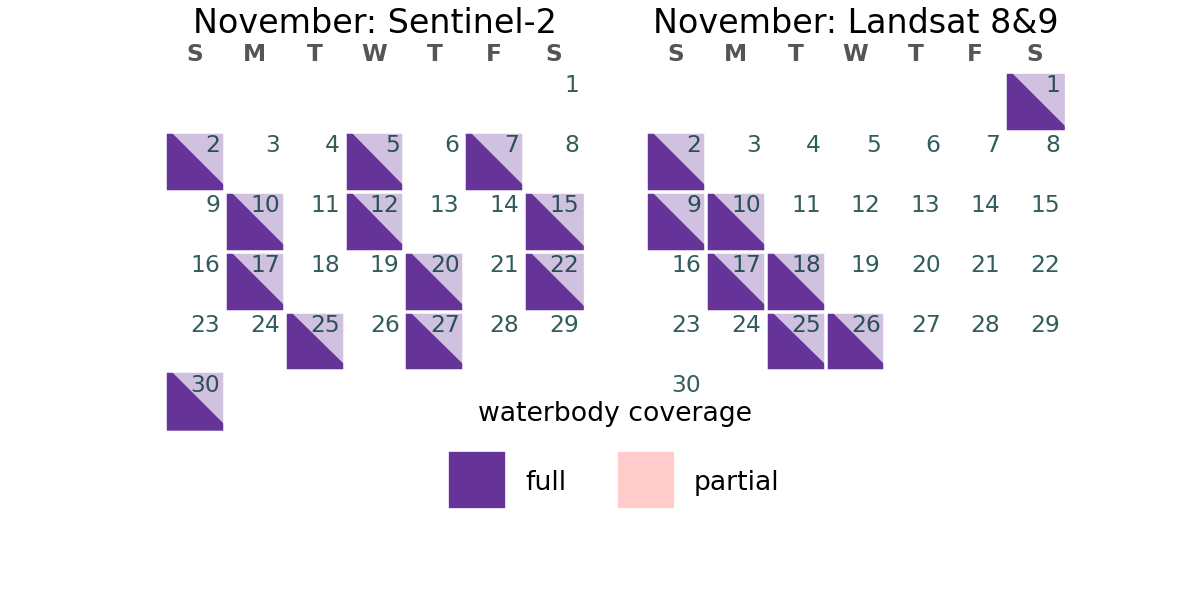 November: Sentinel-2
S M T W T F S
1
2 3 4 5 6 7 8
9 10 11 12 13 14 15
16 17 18 19 20 21 22
23 24 25 26 27 28 29
30
November: Landsat 8&9
S M T W T F S
1
2 3 4 5 6 7 8
9 10 11 12 13 14 15
16 17 18 19 20 21 22
23 24 25 26 27 28 29
30
waterbody coverage
full partial